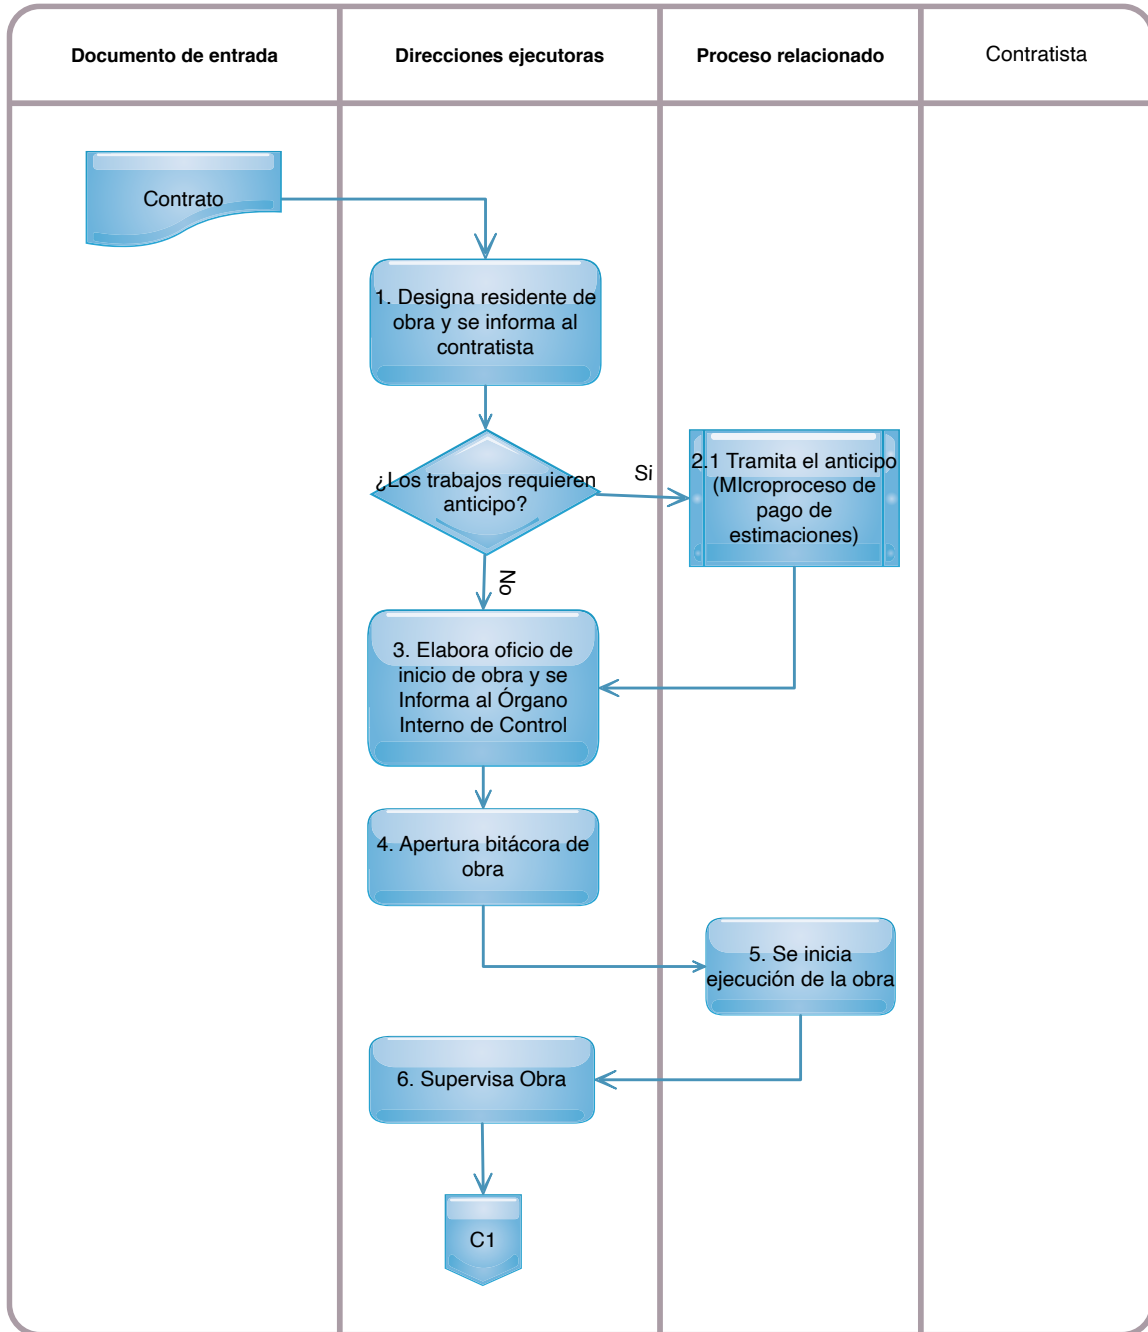 Documento de entrada
Direcciones ejecutoras
Proceso relacionado
Contratista
Contrato
1. Designa residente de
obra y se informa al
contratista
¿Los trabajos requieren
anticipo?
Si
2.1 Tramita el anticipo
(MIcroproceso de
pago de
estimaciones)
No
3. Elabora oficio de
inicio de obra y se
Informa al Órgano
Interno de Control
4. Apertura bitácora de
obra
5. Se inicia
ejecución de la obra
6. Supervisa Obra
C1